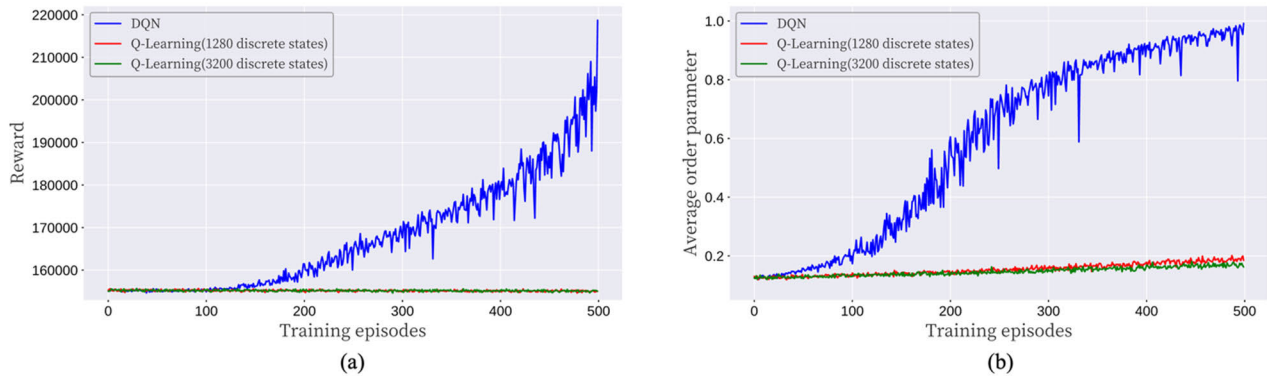 220000
210000
200000
190000
180000
170000
160000
Reward
DQN
Q-Learning(1280 discrete states)
Q-Learning(3200 discrete states)
0 100 200 300 400 500
Training episodes
(a)
1.0
0.8
0.6
0.4
0.2
Average order parameter
DQN
Q-Learning(1280 discrete states)
Q-Learning(3200 discrete states)
0 100 200 300 400 500
Training episodes
(b)